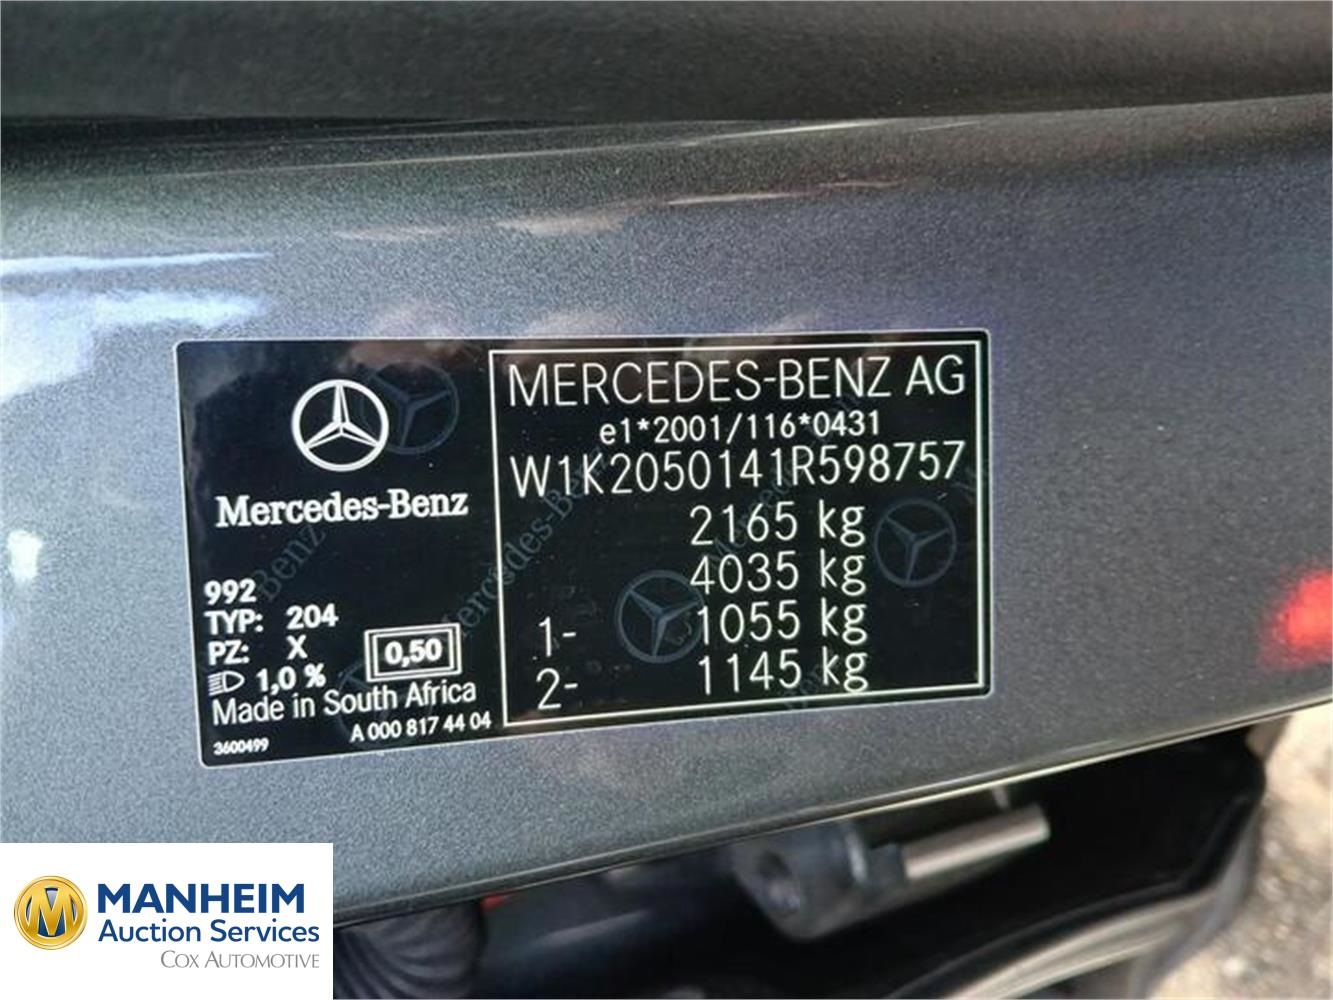 Mercedes-Benz
992
TYP: 204
PZ: X
1,0 %
0,50
Made in South Africa
A 000 817 44 04
3600499
MERCEDES-BENZ AG
e1*2001/116*0431
W1K2050141R598757
2165 kg
4035 kg
1- 1055 kg
2- 1145 kg
MANHEIM
Auction Services
COX AUTOMOTIVE